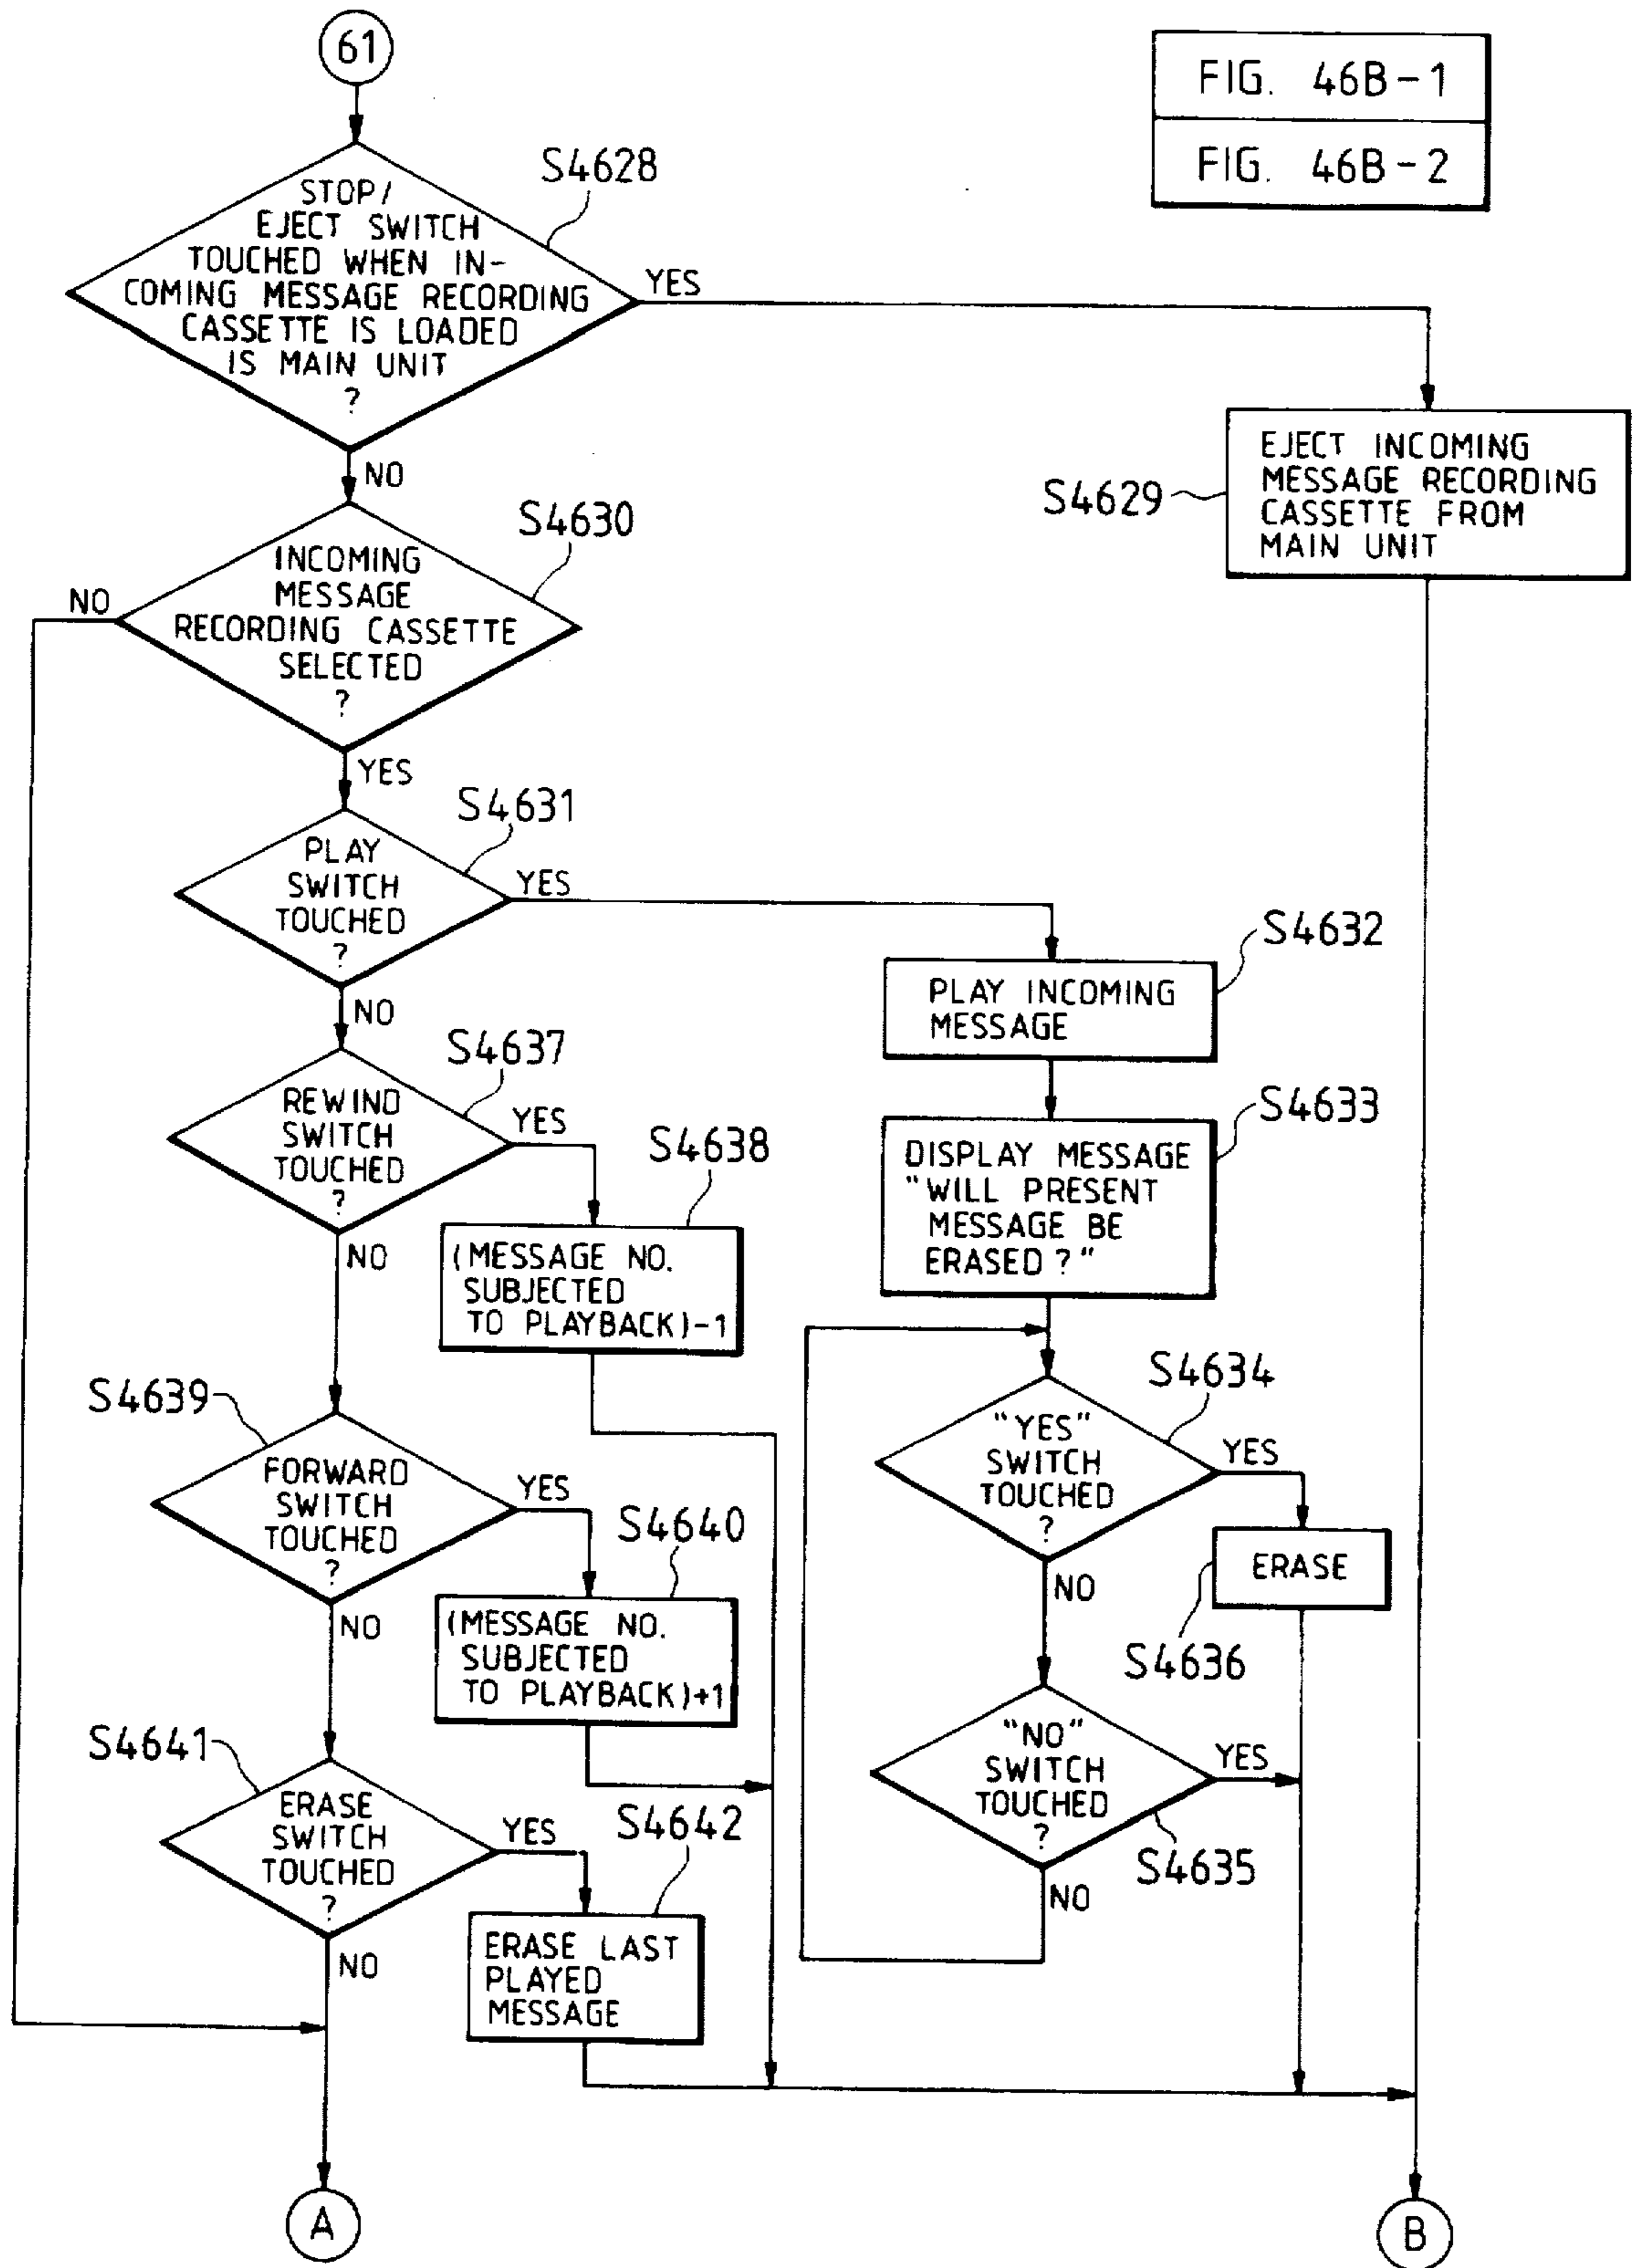 61
FIG. 46B-1
FIG. 46B-2
S4628
STOP/
EJECT SWITCH
TOUCHED WHEN IN-
COMING MESSAGE RECORDING
CASSETTE IS LOADED
IS MAIN UNIT
?
YES
NO
S4629
EJECT INCOMING
MESSAGE RECORDING
CASSETTE FROM
MAIN UNIT
S4630
INCOMING
MESSAGE
RECORDING CASSETTE
SELECTED
?
NO
YES
S4631
PLAY
SWITCH
TOUCHED
?
YES
NO
S4632
PLAY INCOMING
MESSAGE
S4633
DISPLAY MESSAGE
"WILL PRESENT
MESSAGE BE
ERASED?"
S4637
REWIND
SWITCH
TOUCHED
?
YES
NO
S4638
(MESSAGE NO.
SUBJECTED
TO PLAYBACK)-1
S4634
"YES"
SWITCH
TOUCHED
?
YES
NO
S4636
ERASE
S4639
FORWARD
SWITCH
TOUCHED
?
YES
NO
S4640
(MESSAGE NO.
SUBJECTED
TO PLAYBACK)+1
S4635
"NO"
SWITCH
TOUCHED
?
YES
NO
S4641
ERASE
SWITCH
TOUCHED
?
YES
NO
S4642
ERASE LAST
PLAYED
MESSAGE
A
B